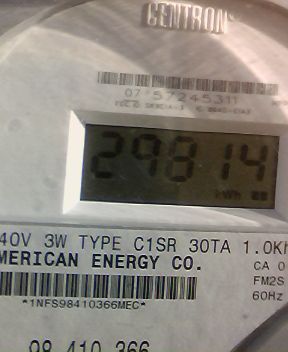 CENTRON
07 57245311
29814
kWh
40V 3W TYPE C1SR 30TA 1.0Kh
MERICAN ENERGY CO.
CA 0
FM2S
60Hz
*1NFS98410366MEC*
98 410 366